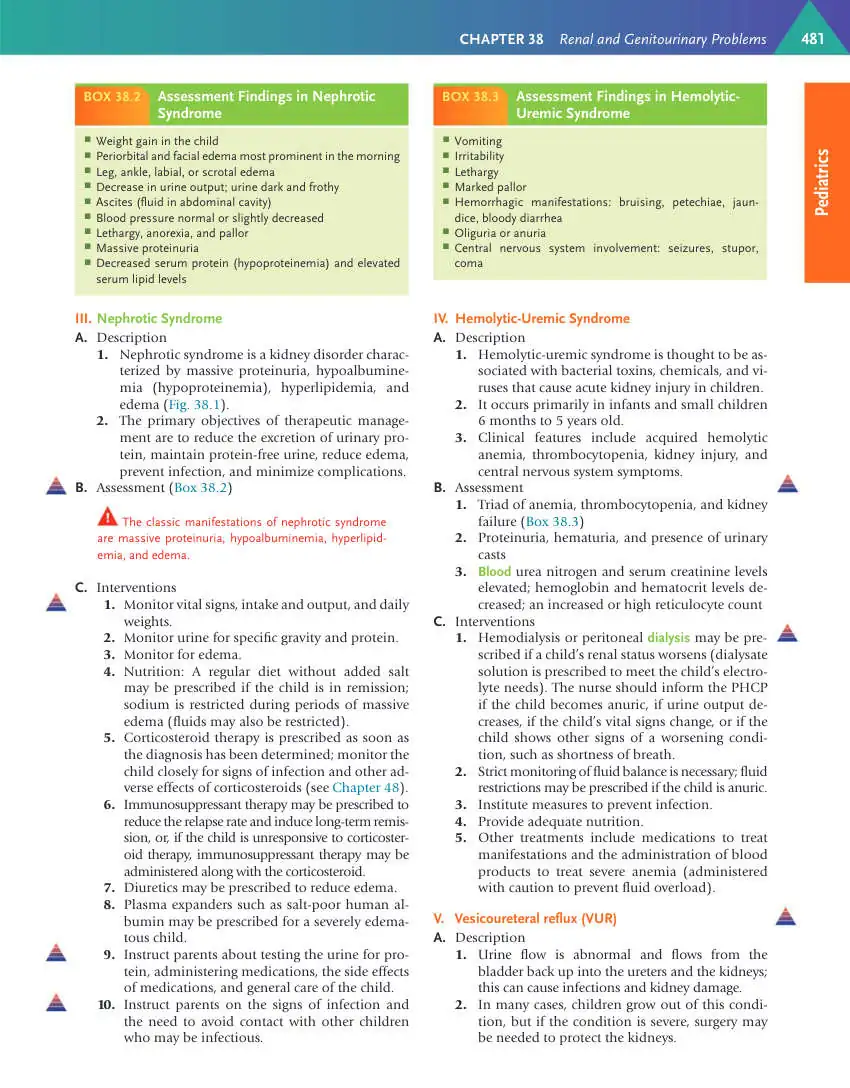 CHAPTER 38 Renal and Genitourinary Problems 481
Pediatrics
BOX 38.2 Assessment Findings in Nephrotic
Syndrome
▪ Weight gain in the child
▪ Periorbital and facial edema most prominent in the morning
▪ Leg, ankle, labial, or scrotal edema
▪ Decrease in urine output; urine dark and frothy
▪ Ascites (fluid in abdominal cavity)
▪ Blood pressure normal or slightly decreased
▪ Lethargy, anorexia, and pallor
▪ Massive proteinuria
▪ Decreased serum protein (hypoproteinemia) and elevated
serum lipid levels
III. Nephrotic Syndrome
A. Description
1. Nephrotic syndrome is a kidney disorder charac-
terized by massive proteinuria, hypoalbumine-
mia (hypoproteinemia), hyperlipidemia, and
edema (Fig. 38.1).
2. The primary objectives of therapeutic manage-
ment are to reduce the excretion of urinary pro-
tein, maintain protein-free urine, reduce edema,
prevent infection, and minimize complications.
B. Assessment (Box 38.2)
The classic manifestations of nephrotic syndrome
are massive proteinuria, hypoalbuminemia, hyperlipid-
emia, and edema.
C. Interventions
1. Monitor vital signs, intake and output, and daily
weights.
2. Monitor urine for specific gravity and protein.
3. Monitor for edema.
4. Nutrition: A regular diet without added salt
may be prescribed if the child is in remission;
sodium is restricted during periods of massive
edema (fluids may also be restricted).
5. Corticosteroid therapy is prescribed as soon as
the diagnosis has been determined; monitor the
child closely for signs of infection and other ad-
verse effects of corticosteroids (see Chapter 48).
6. Immunosuppressant therapy may be prescribed to
reduce the relapse rate and induce long-term remis-
sion, or, if the child is unresponsive to corticoster-
oid therapy, immunosuppressant therapy may be
administered along with the corticosteroid.
7. Diuretics may be prescribed to reduce edema.
8. Plasma expanders such as salt-poor human al-
bumin may be prescribed for a severely edema-
tous child.
9. Instruct parents about testing the urine for pro-
tein, administering medications, the side effects
of medications, and general care of the child.
10. Instruct parents on the signs of infection and
the need to avoid contact with other children
who may be infectious.
BOX 38.3 Assessment Findings in Hemolytic-
Uremic Syndrome
▪ Vomiting
▪ Irritability
▪ Lethargy
▪ Marked pallor
▪ Hemorrhagic manifestations: bruising, petechiae, jaun-
dice, bloody diarrhea
▪ Oliguria or anuria
▪ Central nervous system involvement: seizures, stupor,
coma
IV. Hemolytic-Uremic Syndrome
A. Description
1. Hemolytic-uremic syndrome is thought to be as-
sociated with bacterial toxins, chemicals, and vi-
ruses that cause acute kidney injury in children.
2. It occurs primarily in infants and small children
6 months to 5 years old.
3. Clinical features include acquired hemolytic
anemia, thrombocytopenia, kidney injury, and
central nervous system symptoms.
B. Assessment
1. Triad of anemia, thrombocytopenia, and kidney
failure (Box 38.3)
2. Proteinuria, hematuria, and presence of urinary
casts
3. Blood urea nitrogen and serum creatinine levels
elevated; hemoglobin and hematocrit levels de-
creased; an increased or high reticulocyte count
C. Interventions
1. Hemodialysis or peritoneal dialysis may be pre-
scribed if a child's renal status worsens (dialysate
solution is prescribed to meet the child's electro-
lyte needs). The nurse should inform the PHCP
if the child becomes anuric, if urine output de-
creases, if the child's vital signs change, or if the
child shows other signs of a worsening condi-
tion, such as shortness of breath.
2. Strict monitoring of fluid balance is necessary; fluid
restrictions may be prescribed if the child is anuric.
3. Institute measures to prevent infection.
4. Provide adequate nutrition.
5. Other treatments include medications to treat
manifestations and the administration of blood
products to treat severe anemia (administered
with caution to prevent fluid overload).
V. Vesicoureteral reflux (VUR)
A. Description
1. Urine flow is abnormal and flows from the
bladder back up into the ureters and the kidneys;
this can cause infections and kidney damage.
2. In many cases, children grow out of this condi-
tion, but if the condition is severe, surgery may
be needed to protect the kidneys.